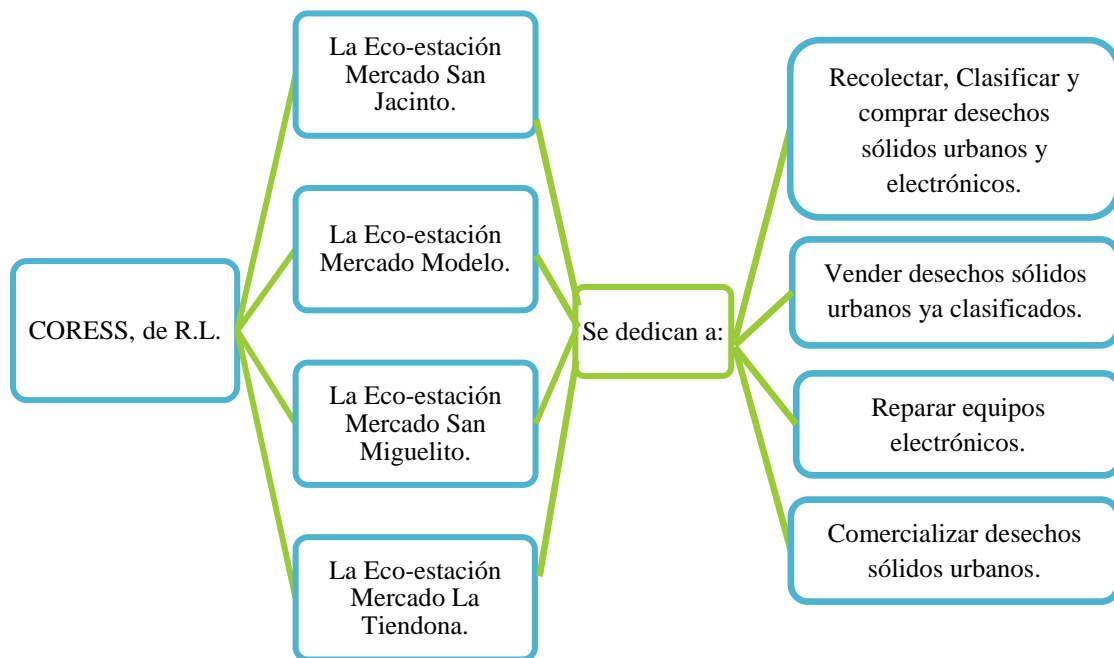 La Eco-estación
Mercado San
Jacinto.
La Eco-estación
Mercado Modelo.
CORESS, de R.L.
La Eco-estación
Mercado San
Miguelito.
La Eco-estación
Mercado La
Tiendona.
Se dedican a:
Recolectar, Clasificar y
comprar desechos
sólidos urbanos y
electrónicos.
Vender desechos sólidos
urbanos ya clasificados.
Reparar equipos
electrónicos.
Comercializar desechos
sólidos urbanos.